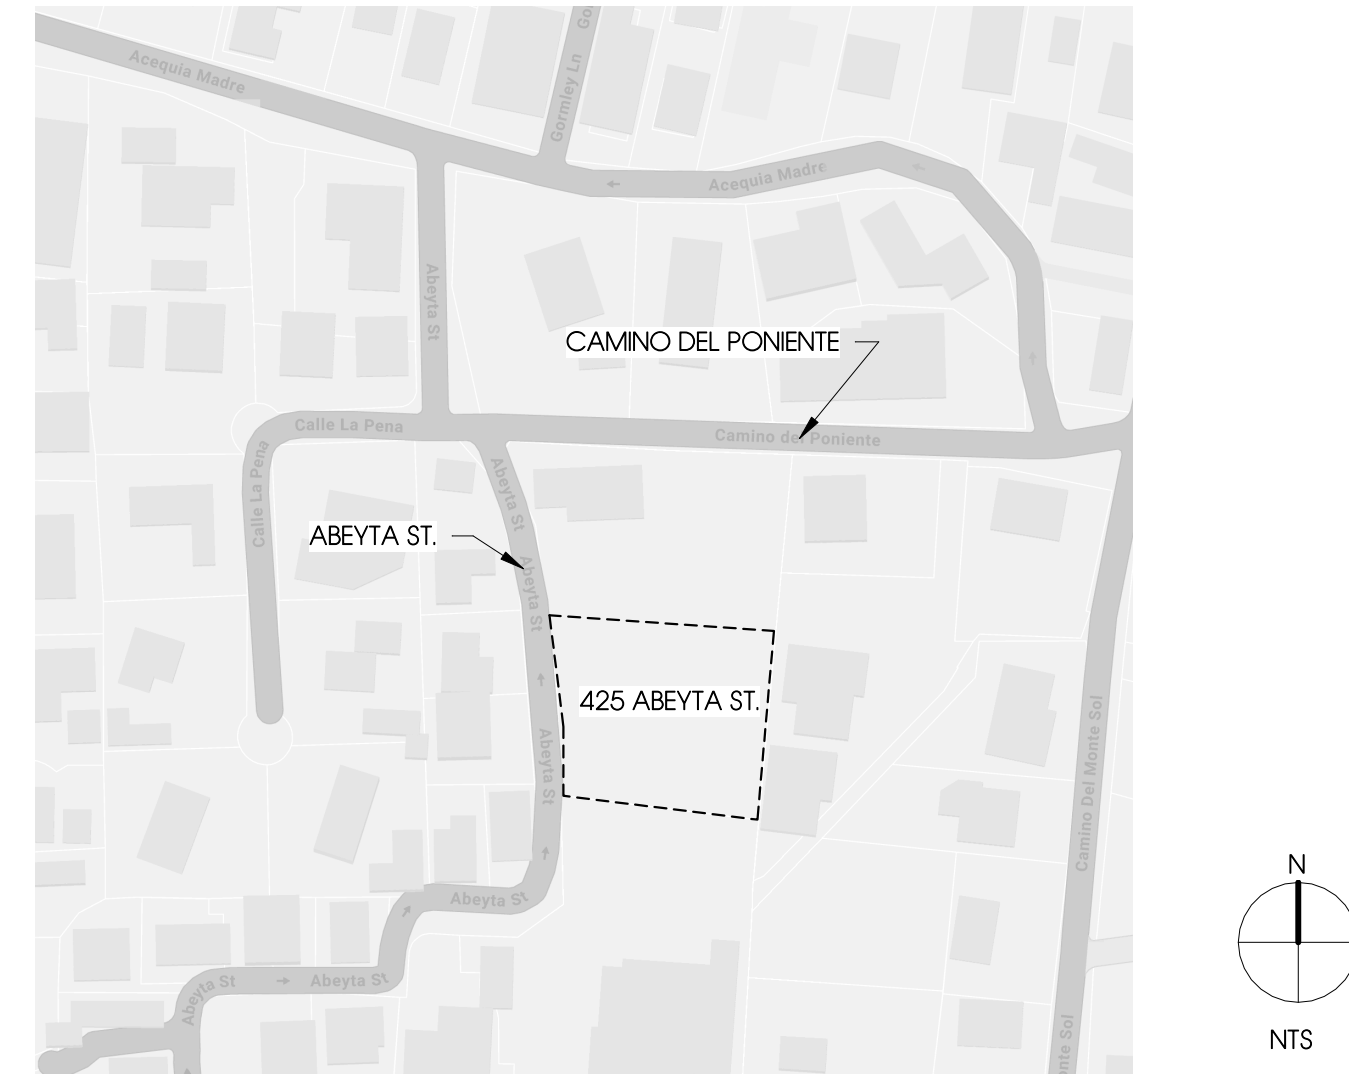 Gormley Ln
Acequia Madre
Acequia Madre
Abeyta St
CAMINO DEL PONIENTE
Calle La Pena
Camino del Poniente
Calle La Pena
Abeyta St
ABEYTA ST.
Abeyta St
425 ABEYTA ST.
Abeyta St
Camino Del Monte Sol
N
Abeyta St
Abeyta St
Abeyta St
NTS